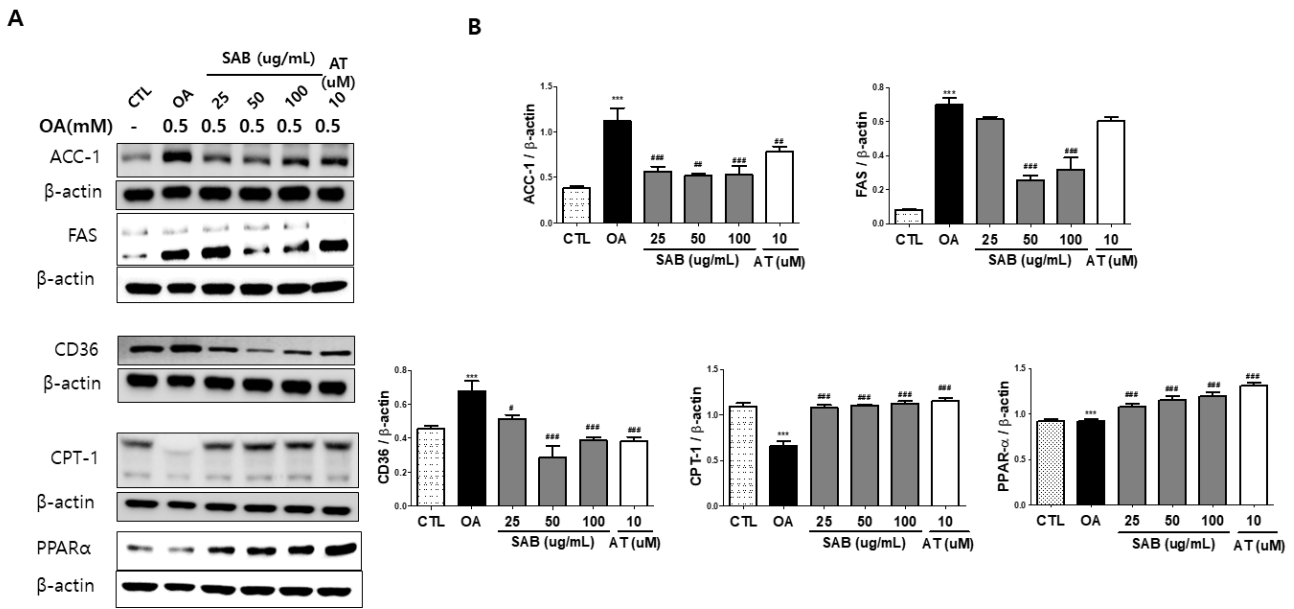 A
SAB (ug/mL)
AT
(uM)
CTL OA 25 50 100 10
OA(mM) - 0.5 0.5 0.5 0.5 0.5
ACC-1
β-actin
FAS
β-actin
CD36
β-actin
CPT-1
β-actin
PPARα
β-actin
B
ACC-1 / β-actin
1.5
1.0
0.5
0.0
***
###
##
###
##
CTL OA 25 50 100 10
SAB (ug/mL) AT (uM)
FAS / β-actin
0.8
0.6
0.4
0.2
0.0
***
###
###
CTL OA 25 50 100 10
SAB (ug/mL) AT (uM)
CD36 / β-actin
0.8
0.6
0.4
0.2
0.0
***
#
###
###
###
CTL OA 25 50 100 10
SAB (ug/mL) AT (uM)
CPT-1 / β-actin
1.5
1.0
0.5
0.0
***
###
###
###
###
CTL OA 25 50 100 10
SAB (ug/mL) AT (uM)
PPAR-α / β-actin
1.5
1.0
0.5
0.0
***
###
###
###
###
CTL OA 25 50 100 10
SAB (ug/mL) AT (uM)